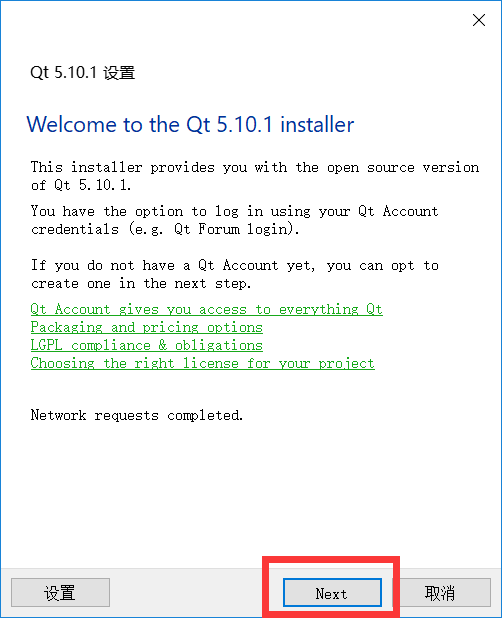 Qt 5.10.1 设置
Welcome to the Qt 5.10.1 installer
This installer provides you with the open source version
of Qt 5.10.1.
You have the option to log in using your Qt Account
credentials (e.g. Qt Forum login).
If you do not have a Qt Account yet, you can opt to
create one in the next step.
Qt Account gives you access to everything Qt
Packaging and pricing options
LGPL compliance & obligations
Choosing the right license for your project
Network requests completed.
设置
Next
取消